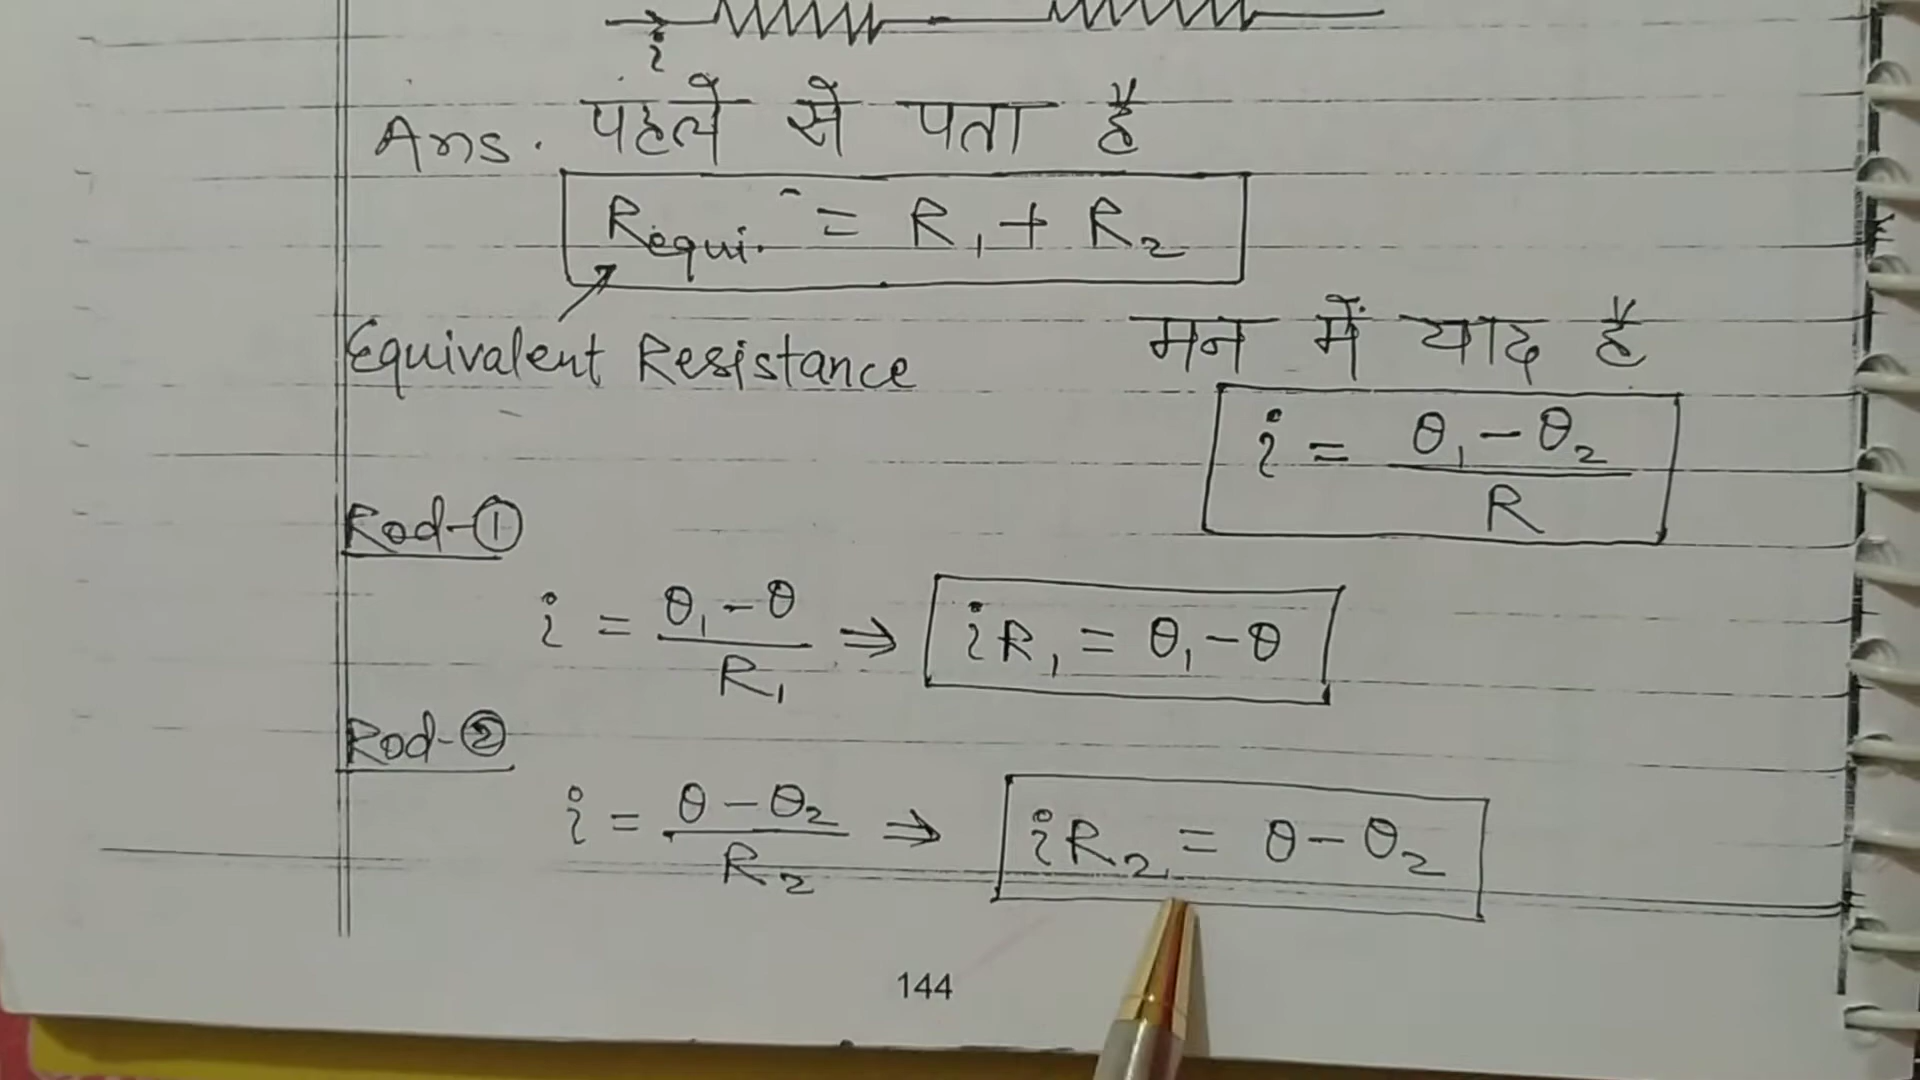 i
Ans. पहले से पता है
Requi. = R₁ + R₂
Equivalent Resistance
मन में याद है
i = θ₁ - θ₂ / R
Rod-①
i = θ₁ - θ / R₁ ⇒ iR₁ = θ₁ - θ
Rod-②
i = θ - θ₂ / R₂ ⇒ iR₂ = θ - θ₂
144